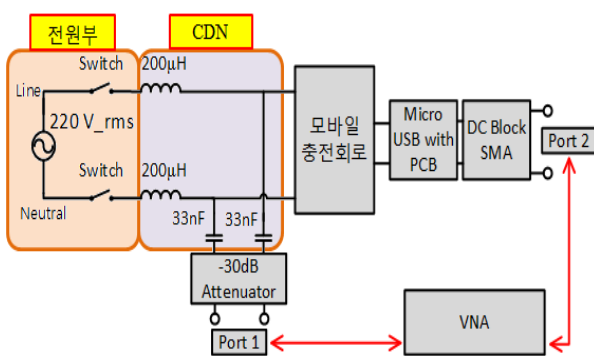 전원부
CDN
Switch
200μH
Line
220 V_rms
Switch
200μH
Neutral
33nF
33nF
-30dB
Attenuator
Port 1
모바일
충전회로
Micro
USB with
PCB
DC Block
SMA
Port 2
VNA